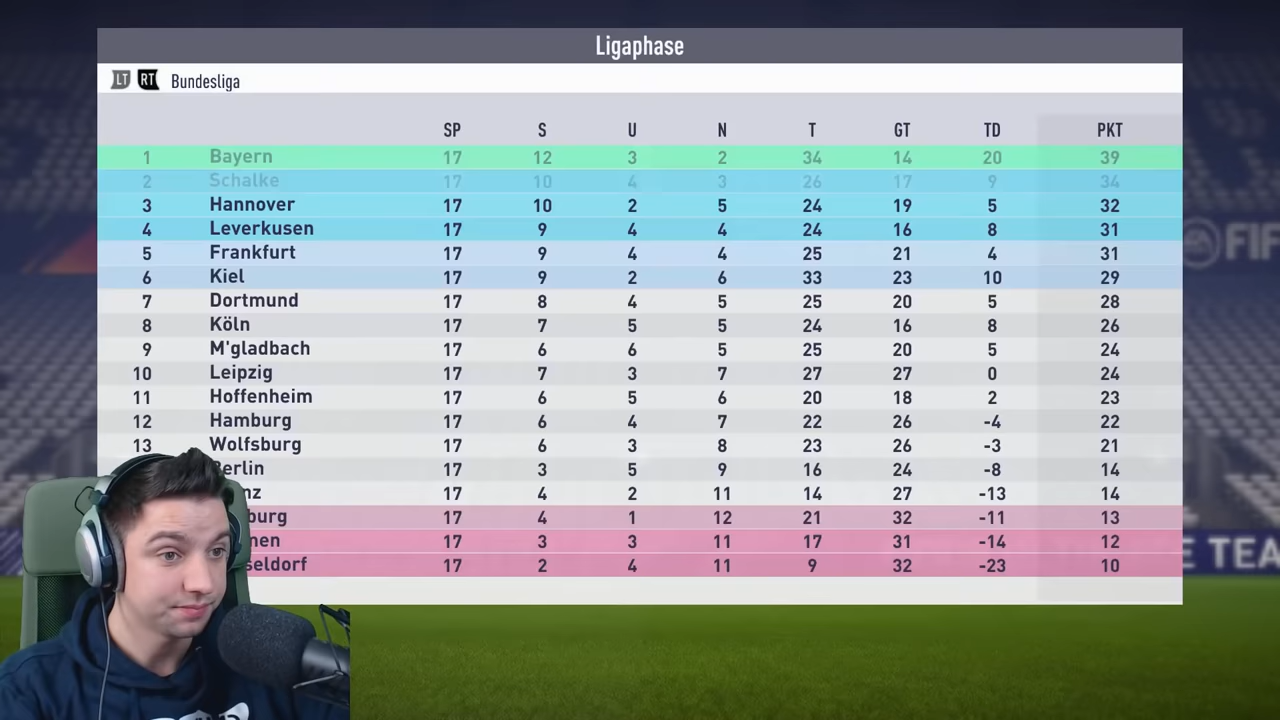 Ligaphase
LT RT Bundesliga
SP S U N T GT TD PKT
1 Bayern 17 12 3 2 34 14 20 39
2 Schalke 17 10 4 3 26 17 9 34
3 Hannover 17 10 2 5 24 19 5 32
4 Leverkusen 17 9 4 4 24 16 8 31
5 Frankfurt 17 9 4 4 25 21 4 31
6 Kiel 17 9 2 6 33 23 10 29
7 Dortmund 17 8 4 5 25 20 5 28
8 Köln 17 7 5 5 24 16 8 26
9 M'gladbach 17 6 6 5 25 20 5 24
10 Leipzig 17 7 3 7 27 27 0 24
11 Hoffenheim 17 6 5 6 20 18 2 23
12 Hamburg 17 6 4 7 22 26 -4 22
13 Wolfsburg 17 6 3 8 23 26 -3 21
erlin 17 3 5 9 16 24 -8 14
nz 17 4 2 11 14 27 -13 14
burg 17 4 1 12 21 32 -11 13
men 17 3 3 11 17 31 -14 12
seldorf 17 2 4 11 9 32 -23 10
EA FIF
E TEA